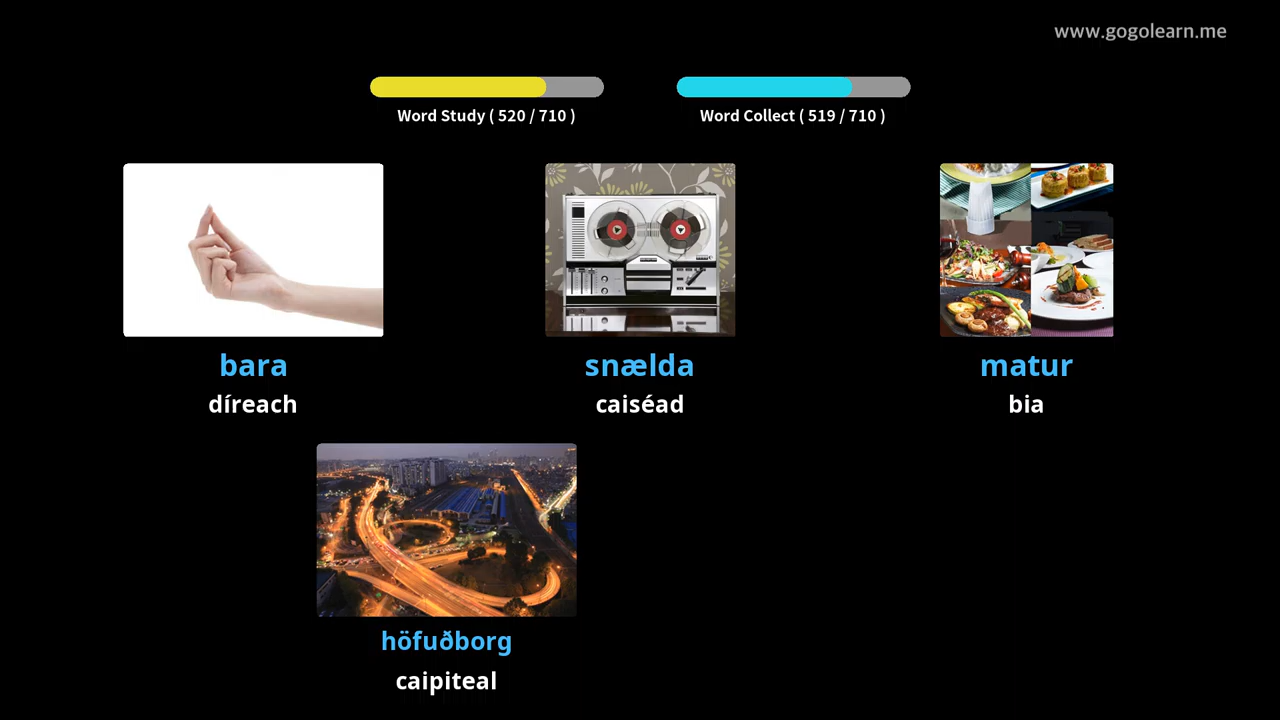 www.gogolearn.me
Word Study ( 520 / 710 )
Word Collect ( 519 / 710 )
bara
díreach
snælda
caiséad
matur
bia
höfuðborg
caipiteal